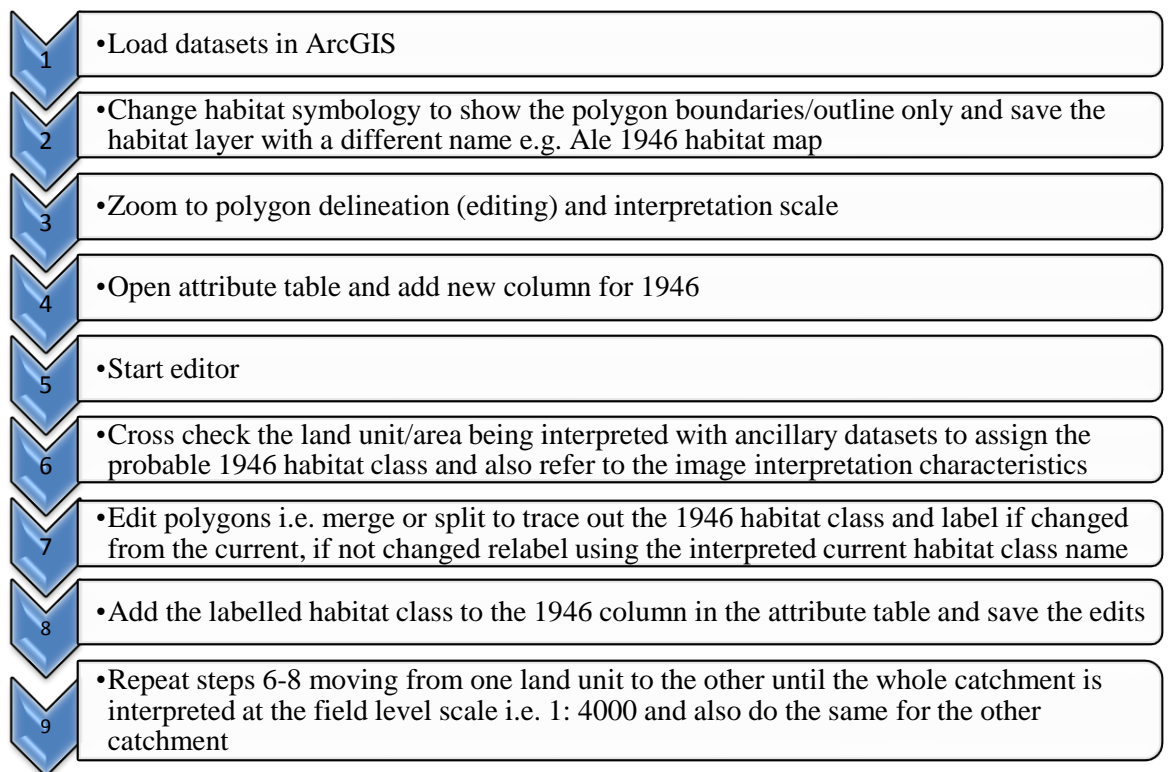 1
•Load datasets in ArcGIS
2
•Change habitat symbology to show the polygon boundaries/outline only and save the
habitat layer with a different name e.g. Ale 1946 habitat map
3
•Zoom to polygon delineation (editing) and interpretation scale
4
•Open attribute table and add new column for 1946
5
•Start editor
6
•Cross check the land unit/area being interpreted with ancillary datasets to assign the
probable 1946 habitat class and also refer to the image interpretation characteristics
7
•Edit polygons i.e. merge or split to trace out the 1946 habitat class and label if changed
from the current, if not changed relabel using the interpreted current habitat class name
8
•Add the labelled habitat class to the 1946 column in the attribute table and save the edits
9
•Repeat steps 6-8 moving from one land unit to the other until the whole catchment is
interpreted at the field level scale i.e. 1: 4000 and also do the same for the other
catchment